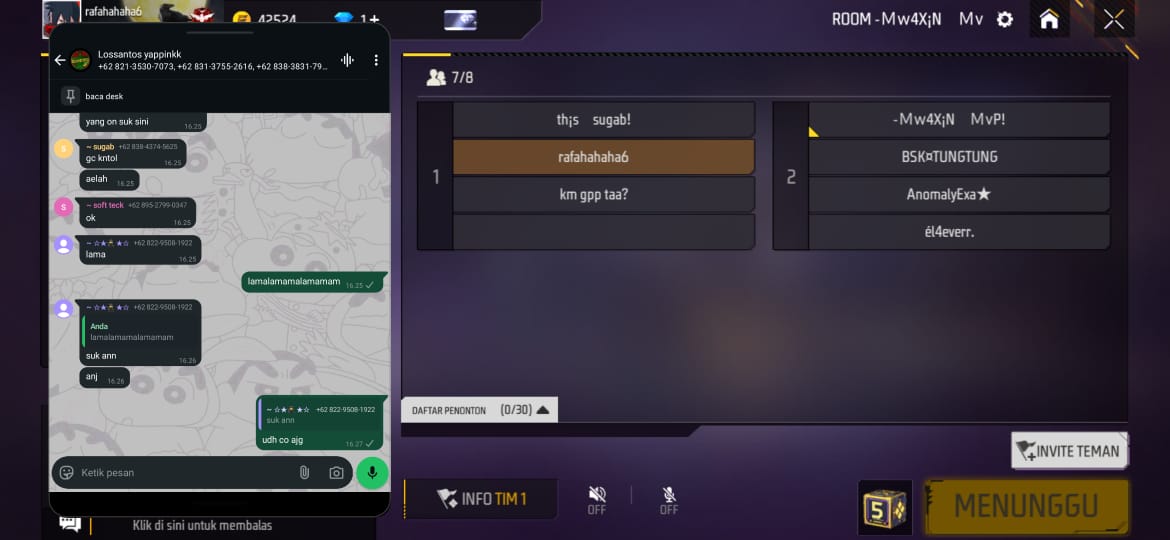 rafahahaha6
42524
1+
ROOM -Mw4X¡N Mv
Lossantos yappinkk
+62 821-3530-7073, +62 831-3755-2616, +62 838-3831-79...
baca desk
yang on suk sini
16.25
~ sugab +62 838-4374-5625
gc kntol
16.25
aelah
16.25
S
~ soft teck +62 895-2799-0347
ok
16.25
~ ☆★ ★☆ +62 822-9508-1922
lama
16.25
lamalamamalamamam
16.25
~ ☆★ ★☆ +62 822-9508-1922
Anda
lamalamamalamamam
suk ann
16.26
anj
16.26
~ ☆★ ★☆ +62 822-9508-1922
suk ann
udh co ajg
16.27
Ketik pesan
Klik di sini untuk membalas
7/8
1
th¡s sugab!
rafahahaha6
km gpp taa?
2
-Mw4X¡N MvP!
BSK¤TUNGTUNG
AnomalyExa★
él4everr.
DAFTAR PENONTON (0/30)
INVITE TEMAN
INFO TIM 1
OFF
OFF
5
MENUNGGU